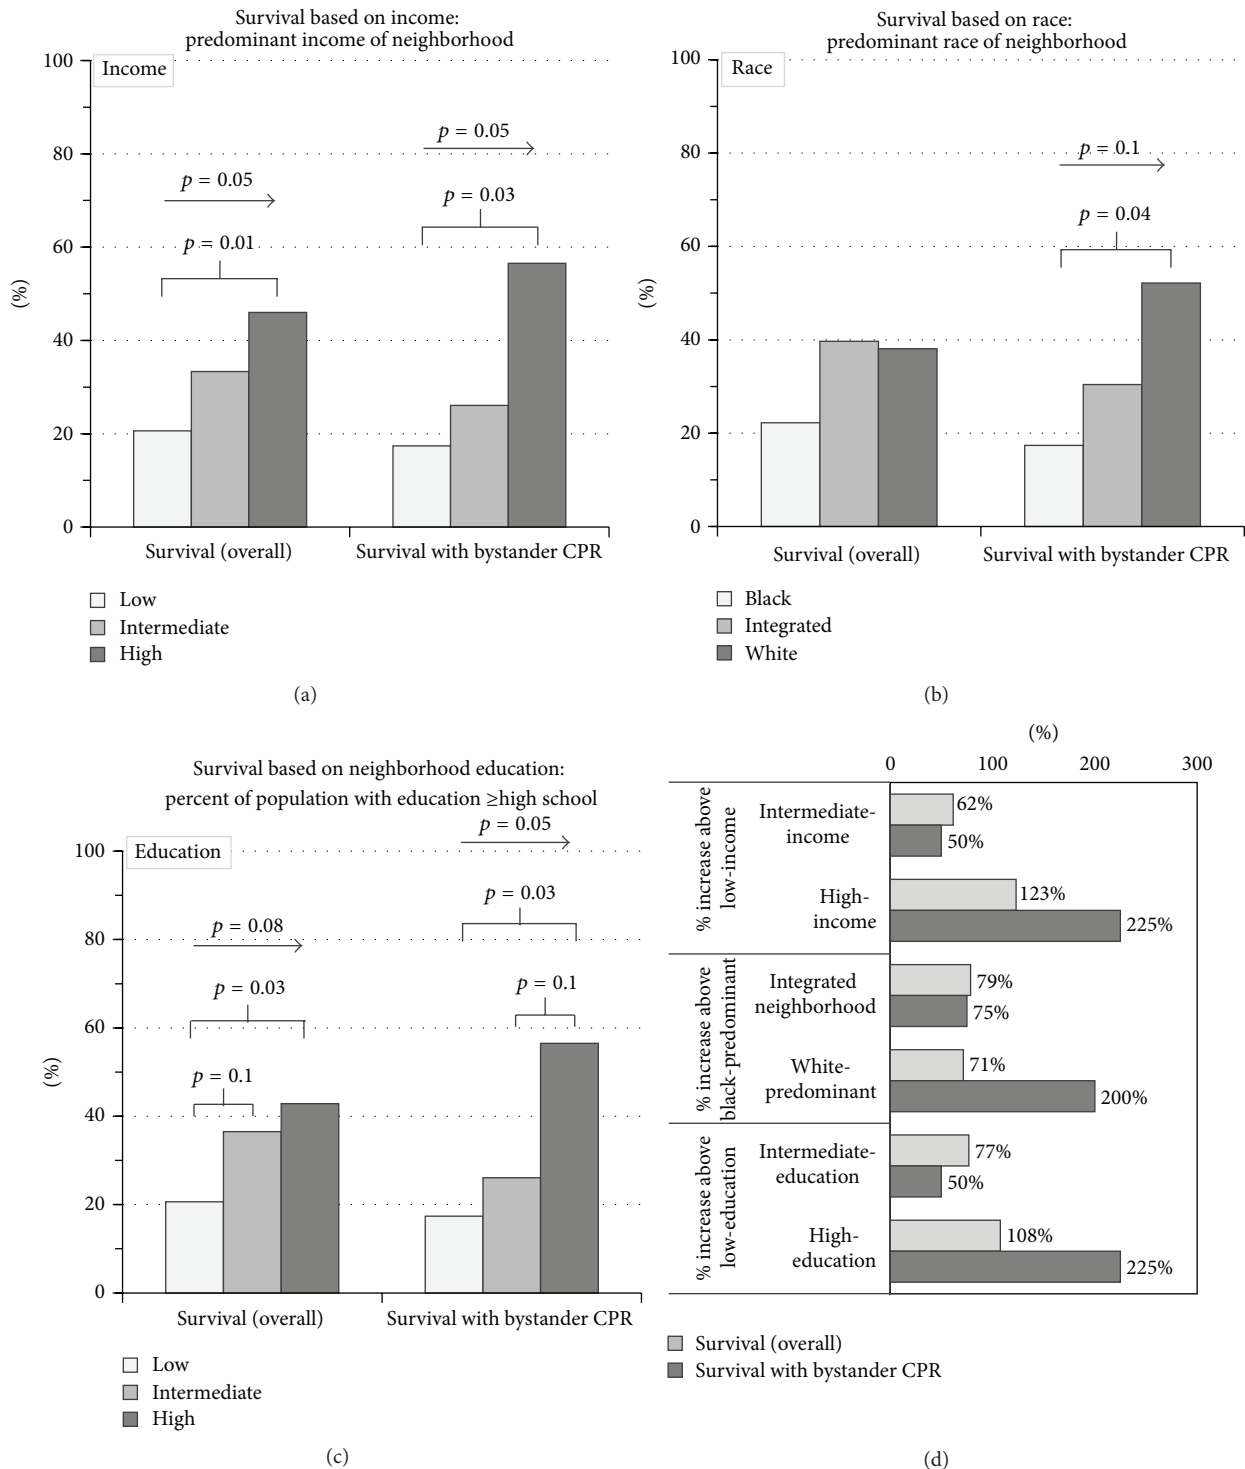 Survival based on income:
predominant income of neighborhood
100
80
60
40
20
0
(%)
Income
p = 0.05
p = 0.01
p = 0.05
p = 0.03
Survival (overall)
Survival with bystander CPR
Low
Intermediate
High
(a)
Survival based on race:
predominant race of neighborhood
100
80
60
40
20
0
(%)
Race
p = 0.1
p = 0.04
Survival (overall)
Survival with bystander CPR
Black
Integrated
White
(b)
Survival based on neighborhood education:
percent of population with education ≥high school
100
80
60
40
20
0
(%)
Education
p = 0.08
p = 0.03
p = 0.1
p = 0.05
p = 0.03
p = 0.1
Survival (overall)
Survival with bystander CPR
Low
Intermediate
High
(c)
(%)
0 100 200 300
% increase above
low-income
Intermediate-
income
62%
50%
High-
income
123%
225%
% increase above
black-predominant
Integrated
neighborhood
79%
75%
White-
predominant
71%
200%
% increase above
low-education
Intermediate-
education
77%
50%
High-
education
108%
225%
Survival (overall)
Survival with bystander CPR
(d)